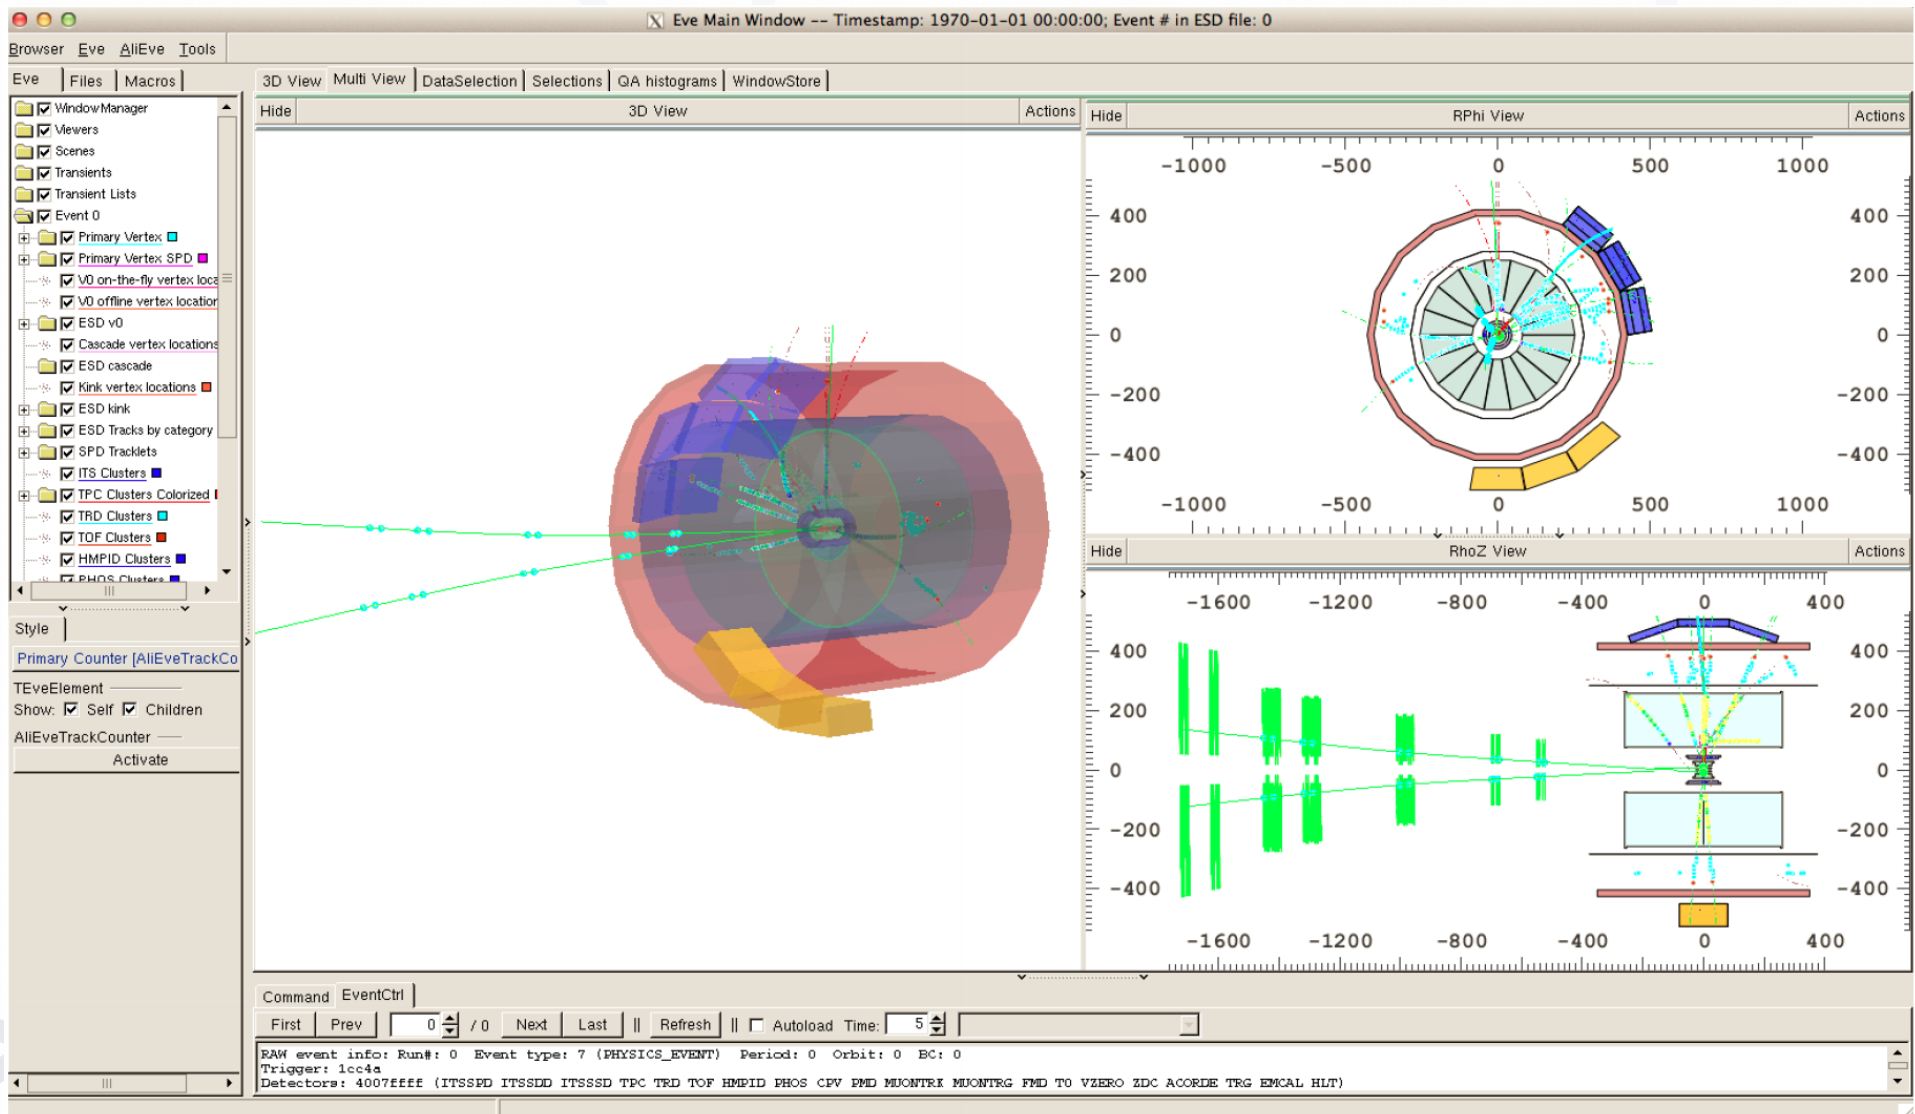 Eve Main Window -- Timestamp: 1970-01-01 00:00:00; Event # in ESD file: 0
Browser Eve AliEve Tools
Eve Files Macros
3D View Multi View DataSelection Selections QA histograms WindowStore
WindowManager
Viewers
Scenes
Transients
Transient Lists
Event 0
Primary Vertex
Primary Vertex SPD
V0 on-the-fly vertex loca
V0 offline vertex location
ESD v0
Cascade vertex locations
ESD cascade
Kink vertex locations
ESD kink
ESD Tracks by category
SPD Tracklets
ITS Clusters
TPC Clusters Colorized
TRD Clusters
TOF Clusters
HMPID Clusters
PHOS Clusters
Style
Primary Counter [AliEveTrackCo
TEveElement
Show: Self Children
AliEveTrackCounter
Activate
Hide 3D View Actions
Hide RPhi View Actions
-1000 -500 0 500 1000
400 400
200 200
0 0
-200 -200
-400 -400
-1000 -500 0 500 1000
Hide RhoZ View Actions
-1600 -1200 -800 -400 0 400
400 400
200 200
0 0
-200 -200
-400 -400
-1600 -1200 -800 -400 0 400
Command EventCtrl
First Prev 0 / 0 Next Last || Refresh || Autoload Time: 5
RAW event info: Run#: 0 Event type: 7 (PHYSICS_EVENT) Period: 0 Orbit: 0 BC: 0
Trigger: 1cc4a
Detectors: 4007ffff (ITSSPD ITSSDD ITSSSD TPC TRD TOF HMPID PHOS CPV PMD MUONTRK MUONTRG FMD T0 VZERO ZDC ACORDE TRG EMCAL HLT)